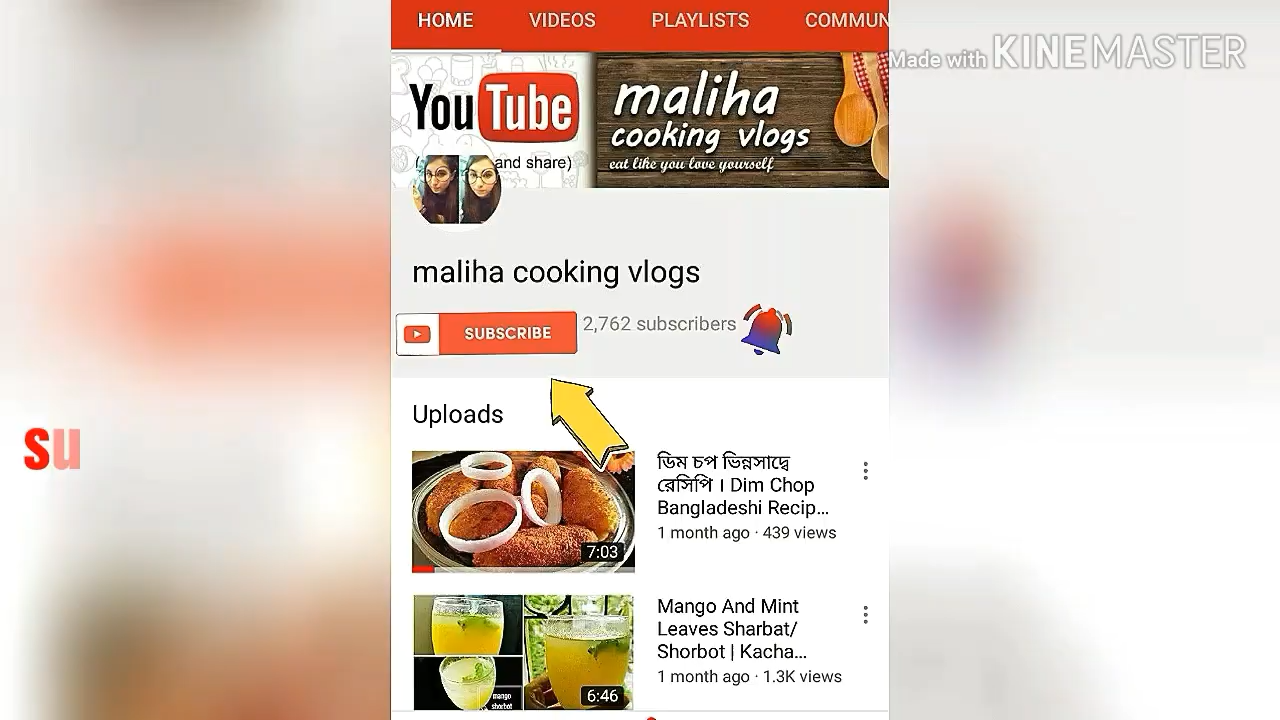 HOME VIDEOS PLAYLISTS COMMUN
Made with KINEMASTER
YouTube
maliha
cooking vlogs
eat like you love yourself
( and share)
maliha cooking vlogs
SUBSCRIBE
2,762 subscribers
su
Uploads
ডিম চপ ভিন্নসাদ্বে
রেসিপি । Dim Chop
Bangladeshi Recip...
1 month ago · 439 views
7:03
Mango And Mint
Leaves Sharbat/
Shorbot | Kacha...
1 month ago · 1.3K views
6:46
mango
shorbot